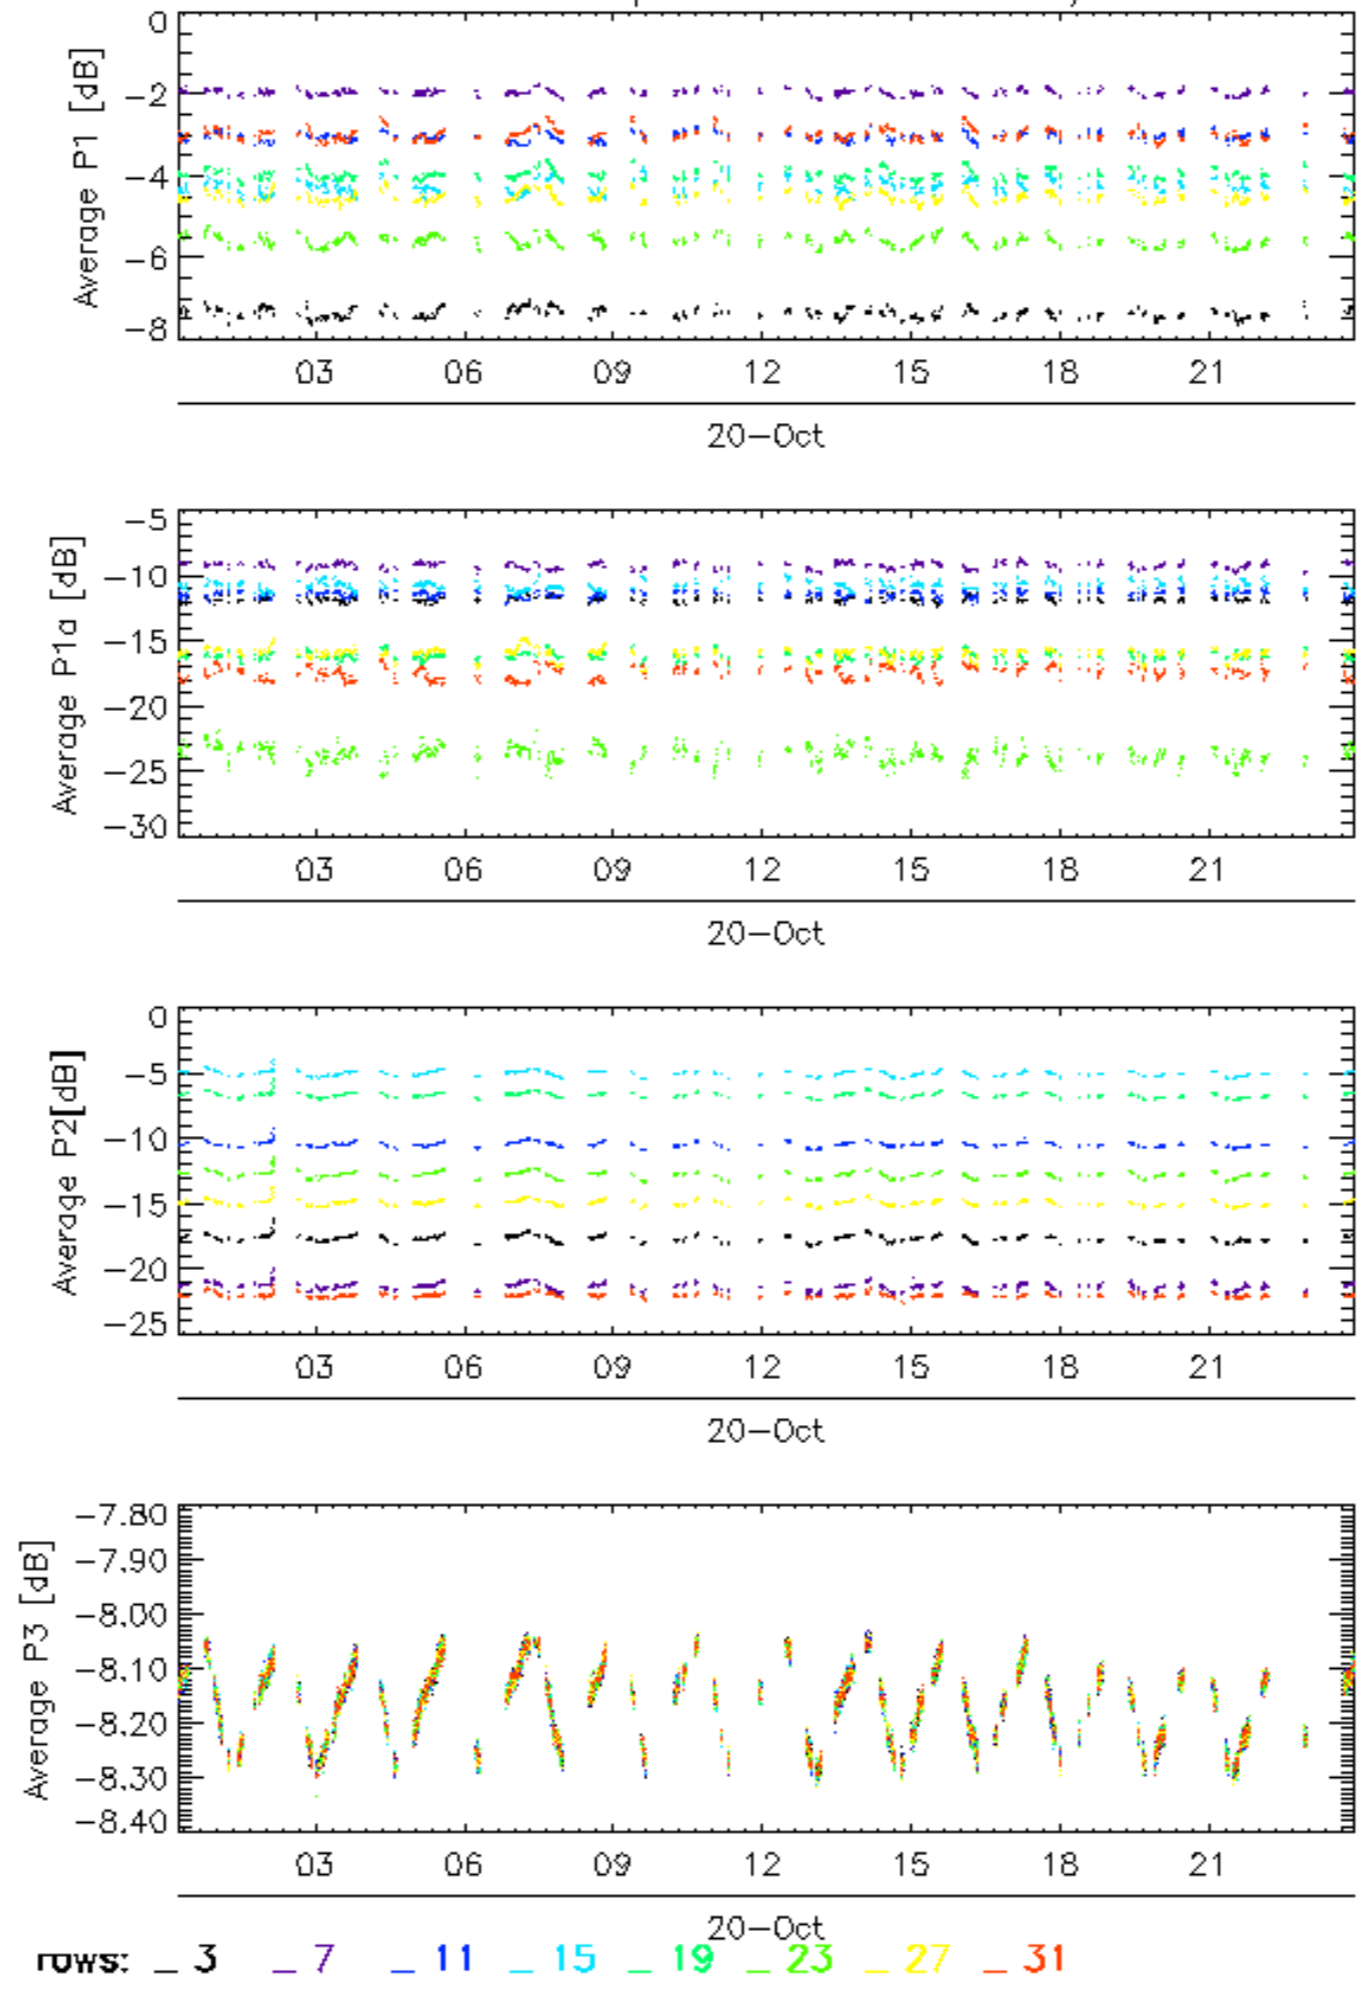 Average P1 [dB]
0
−2
−4
−6
−8
03 06 09 12 15 18 21
20−Oct
Average P1a [dB]
−5
−10
−15
−20
−25
−30
03 06 09 12 15 18 21
20−Oct
Average P2[dB]
0
−5
−10
−15
−20
−25
03 06 09 12 15 18 21
20−Oct
Average P3 [dB]
−7.80
−7.90
−8.00
−8.10
−8.20
−8.30
−8.40
03 06 09 12 15 18 21
20−Oct
rows: _ 3 _ 7 _ 11 _ 15 _ 19 _ 23 _ 27 _ 31